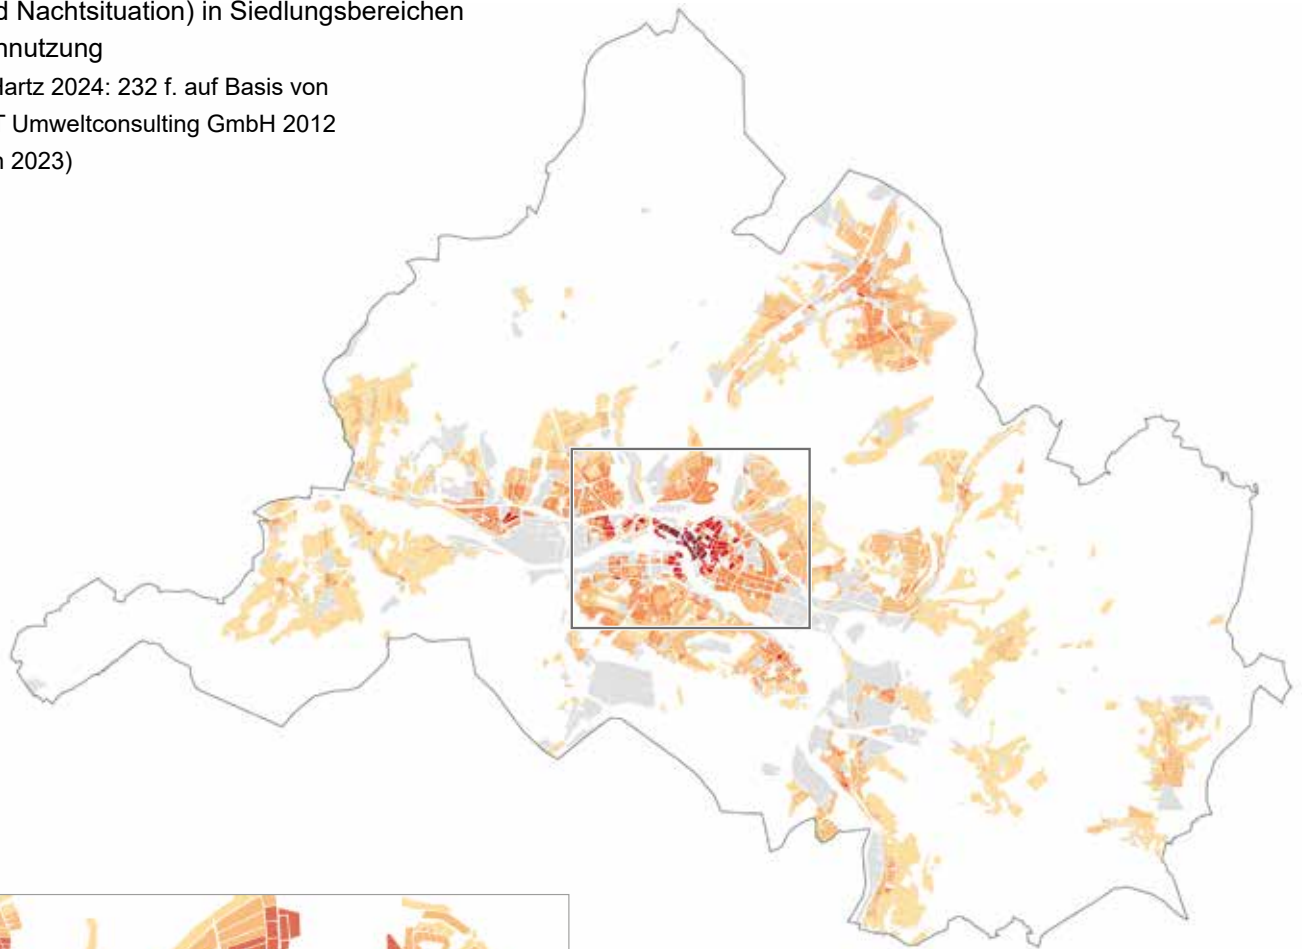 d Nachtsituation) in Siedlungsbereichen
nnutzung
Hartz 2024: 232 f. auf Basis von
T Umweltconsulting GmbH 2012
n 2023)